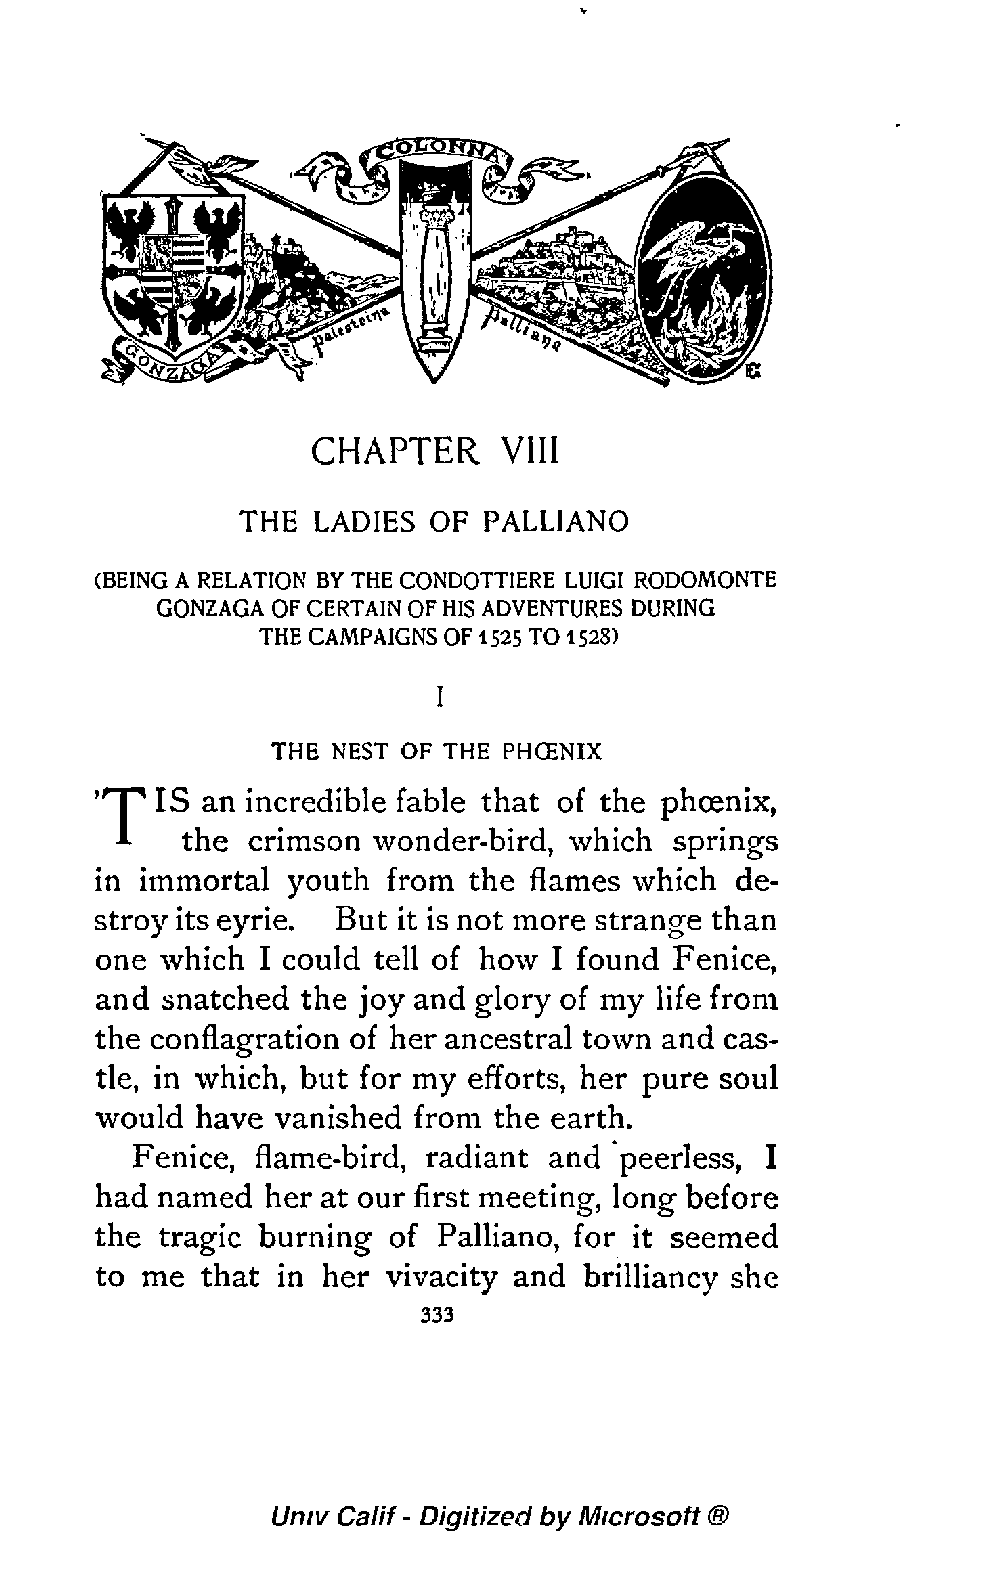 COLONNA
GONZAGA
Palestrina
Palliano
CHAPTER VIII
THE LADIES OF PALLIANO
(BEING A RELATION BY THE CONDOTTIERE LUIGI RODOMONTE
GONZAGA OF CERTAIN OF HIS ADVENTURES DURING
THE CAMPAIGNS OF 1525 TO 1528)
I
THE NEST OF THE PHŒNIX
'TIS an incredible fable that of the phœnix,
the crimson wonder-bird, which springs
in immortal youth from the flames which de-
stroy its eyrie. But it is not more strange than
one which I could tell of how I found Fenice,
and snatched the joy and glory of my life from
the conflagration of her ancestral town and cas-
tle, in which, but for my efforts, her pure soul
would have vanished from the earth.
Fenice, flame-bird, radiant and peerless, I
had named her at our first meeting, long before
the tragic burning of Palliano, for it seemed
to me that in her vivacity and brilliancy she
333
Univ Calif - Digitized by Microsoft ®